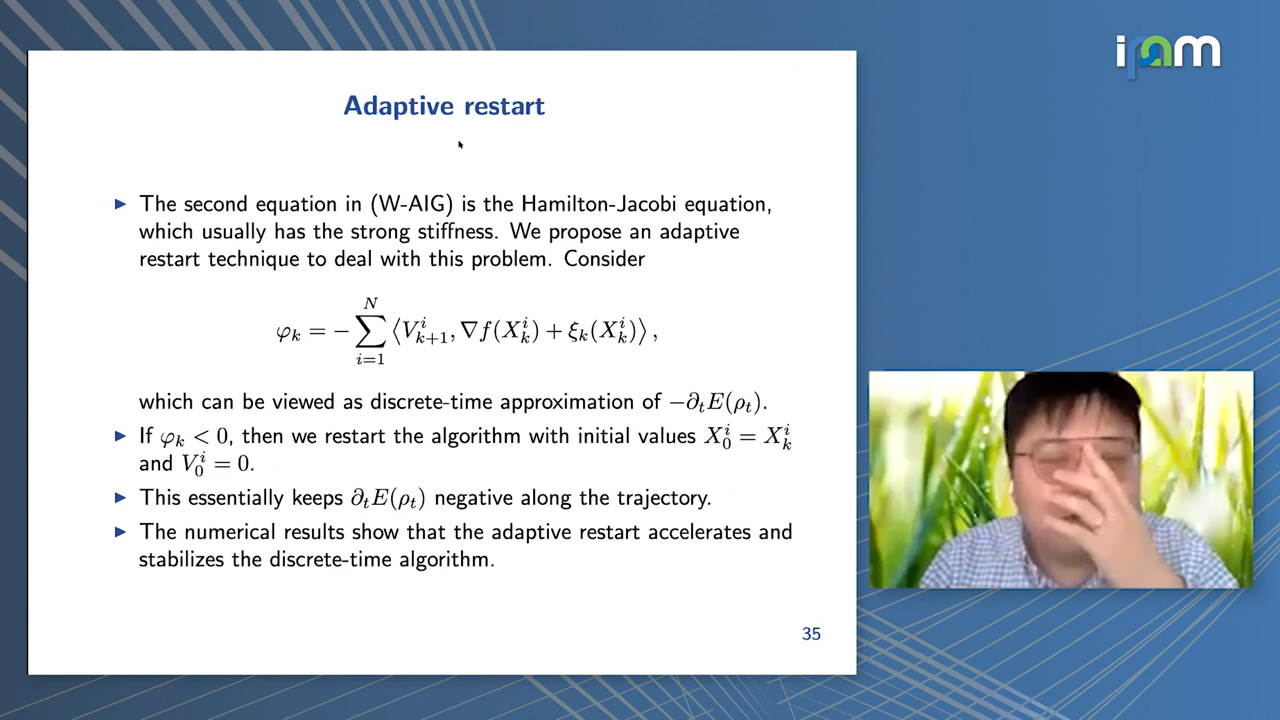 ipam
Adaptive restart
▶ The second equation in (W-AIG) is the Hamilton-Jacobi equation,
which usually has the strong stiffness. We propose an adaptive
restart technique to deal with this problem. Consider
φ_k = − ∑_{i=1}^{N} ⟨V^i_{k+1}, ∇f(X^i_k) + ξ_k(X^i_k)⟩,
which can be viewed as discrete-time approximation of −∂_tE(ρ_t).
▶ If φ_k < 0, then we restart the algorithm with initial values X^i_0 = X^i_k
and V^i_0 = 0.
▶ This essentially keeps ∂_tE(ρ_t) negative along the trajectory.
▶ The numerical results show that the adaptive restart accelerates and
stabilizes the discrete-time algorithm.
35